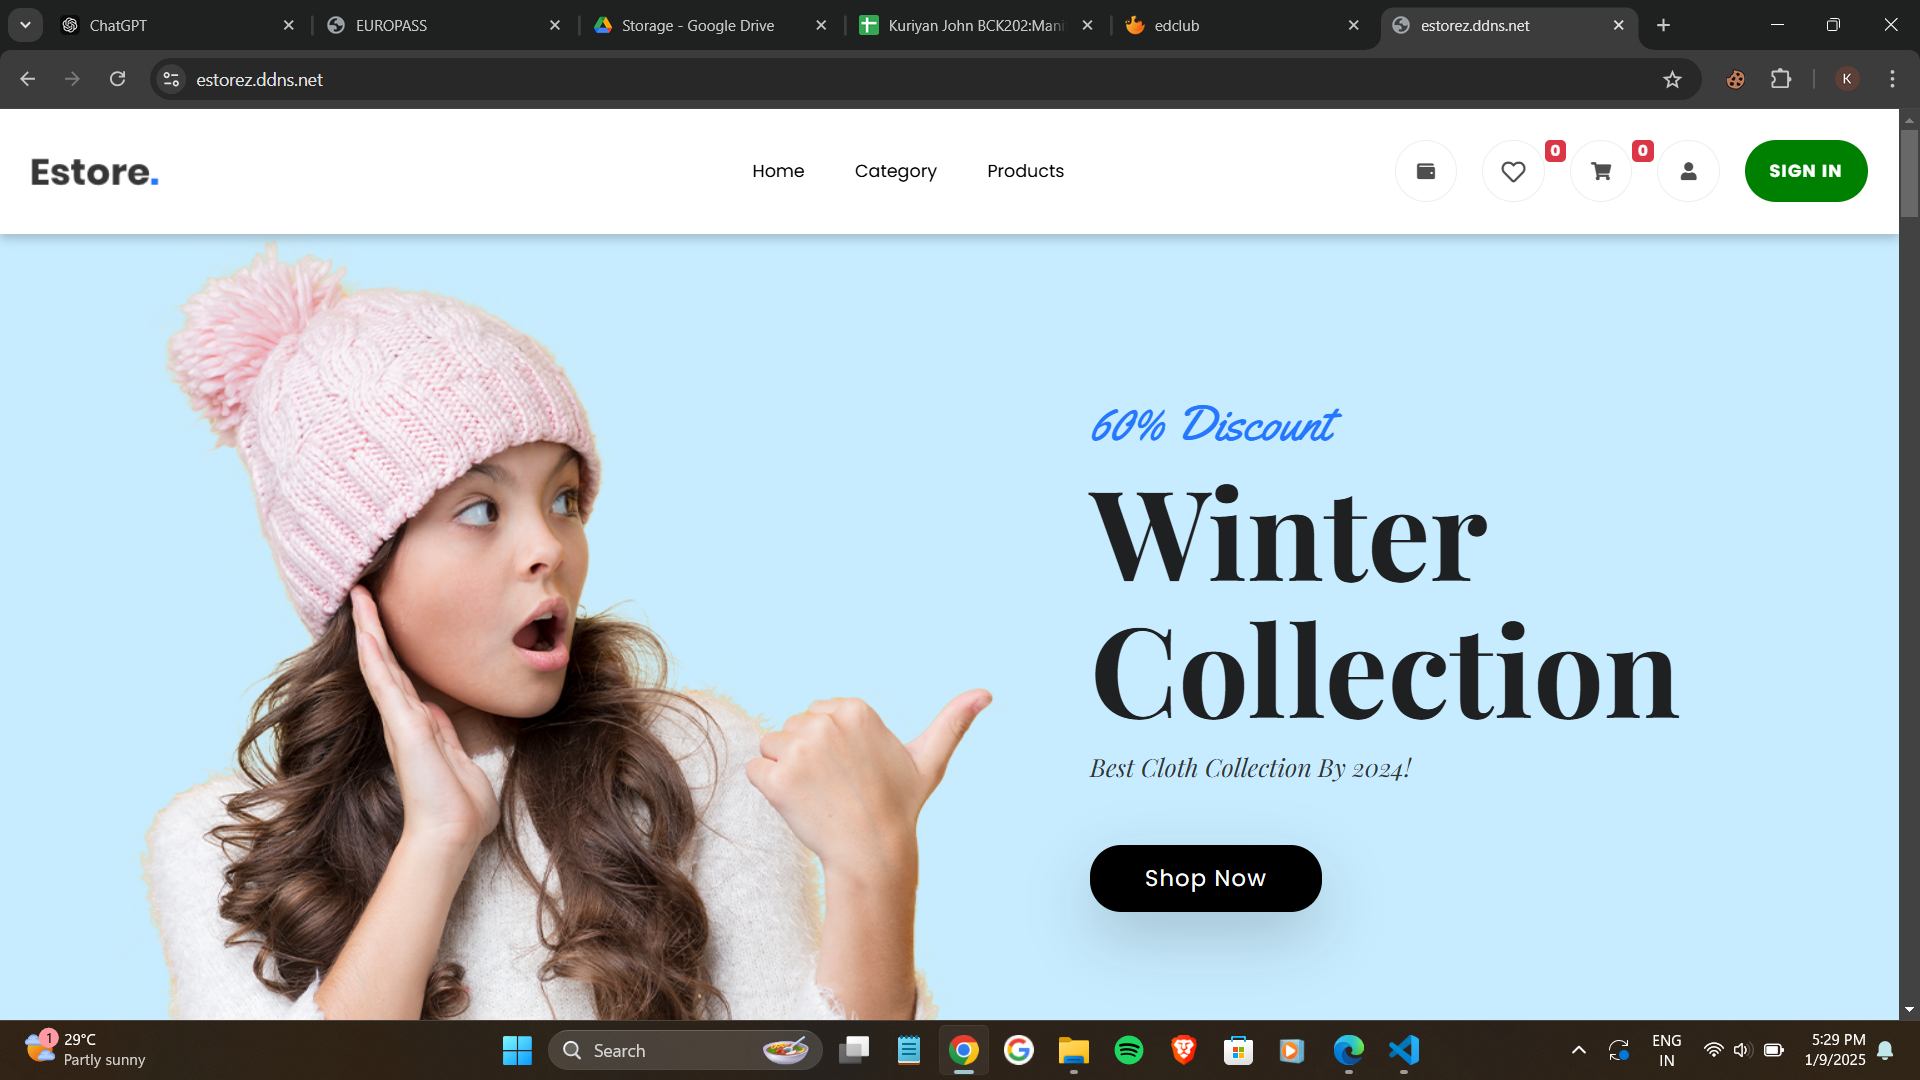 ChatGPT
EUROPASS
Storage - Google Drive
Kuriyan John BCK202:Mani
edclub
estorez.ddns.net
estorez.ddns.net
K
Estore.
Home
Category
Products
0
0
SIGN IN
60% Discount
Winter
Collection
Best Cloth Collection By 2024!
Shop Now
1
29°C
Partly sunny
Search
ENG
IN
5:29 PM
1/9/2025